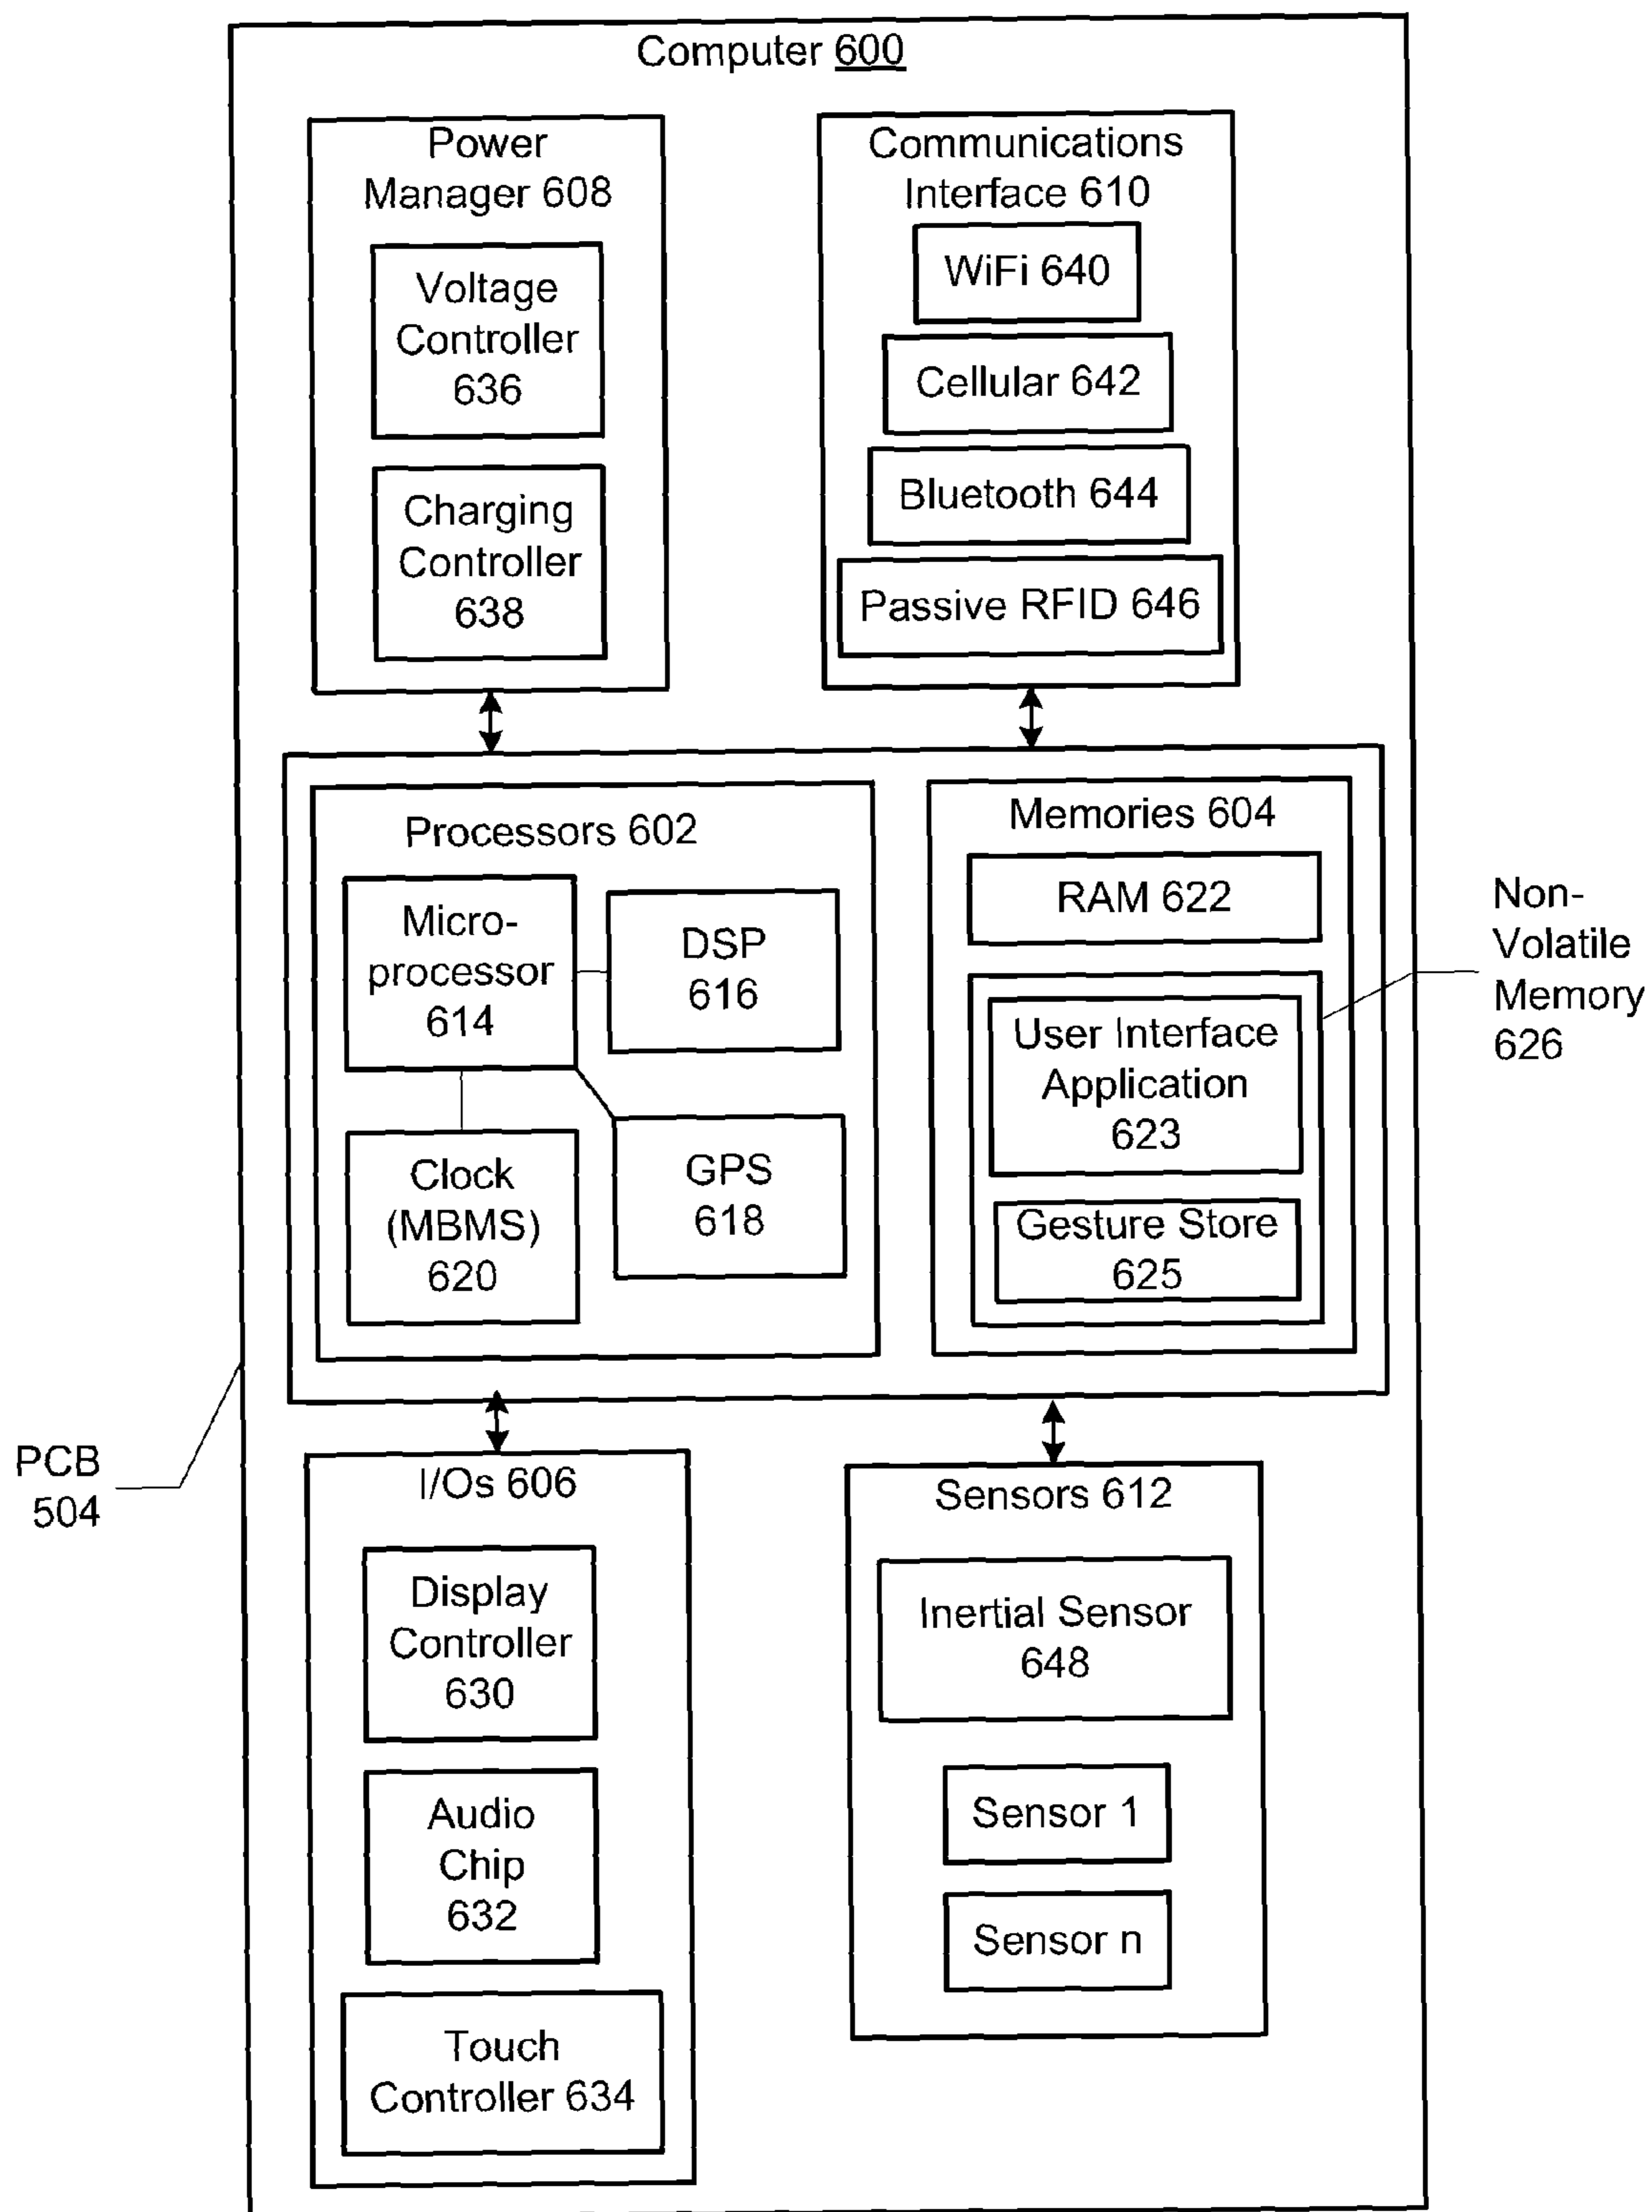 Computer 600
Power
Manager 608
Voltage
Controller
636
Charging
Controller
638
Communications
Interface 610
WiFi 640
Cellular 642
Bluetooth 644
Passive RFID 646
Processors 602
Micro-
processor
614
DSP
616
Clock
(MBMS)
620
GPS
618
Memories 604
RAM 622
User Interface
Application
623
Gesture Store
625
Non-
Volatile
Memory
626
PCB
504
I/Os 606
Display
Controller
630
Audio
Chip
632
Touch
Controller 634
Sensors 612
Inertial Sensor
648
Sensor 1
Sensor n